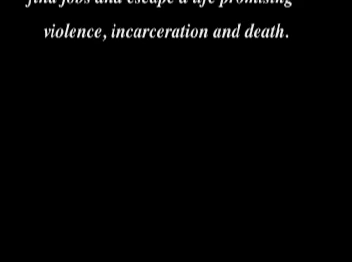 find jobs and escape a life promising
violence, incarceration and death.